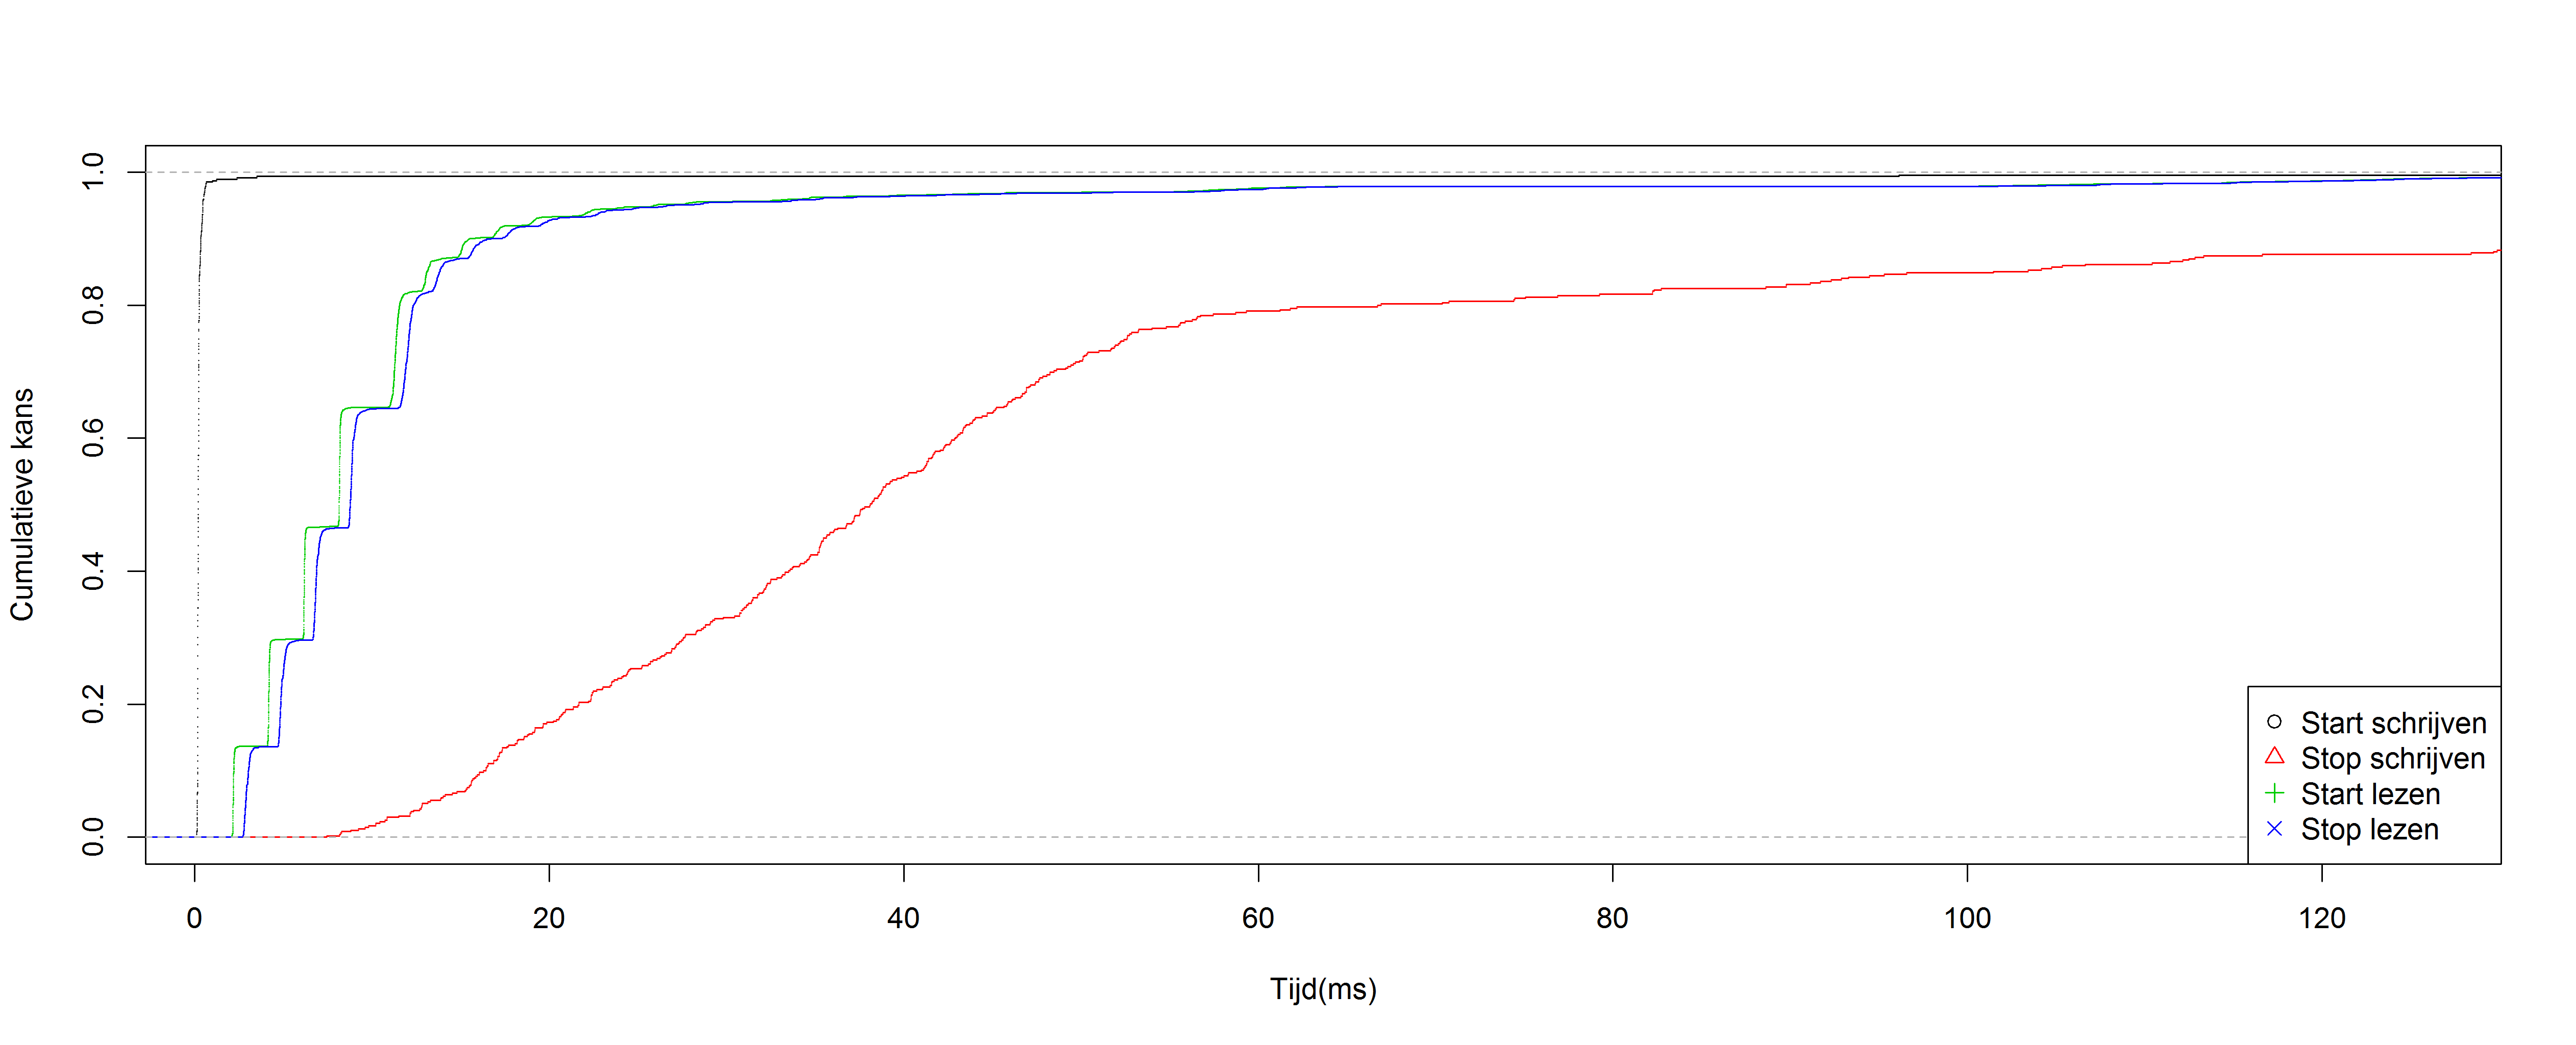 Cumulatieve kans
1.0
0.8
0.6
0.4
0.2
0.0
Start schrijven
Stop schrijven
Start lezen
Stop lezen
0 20 40 60 80 100 120
Tijd(ms)